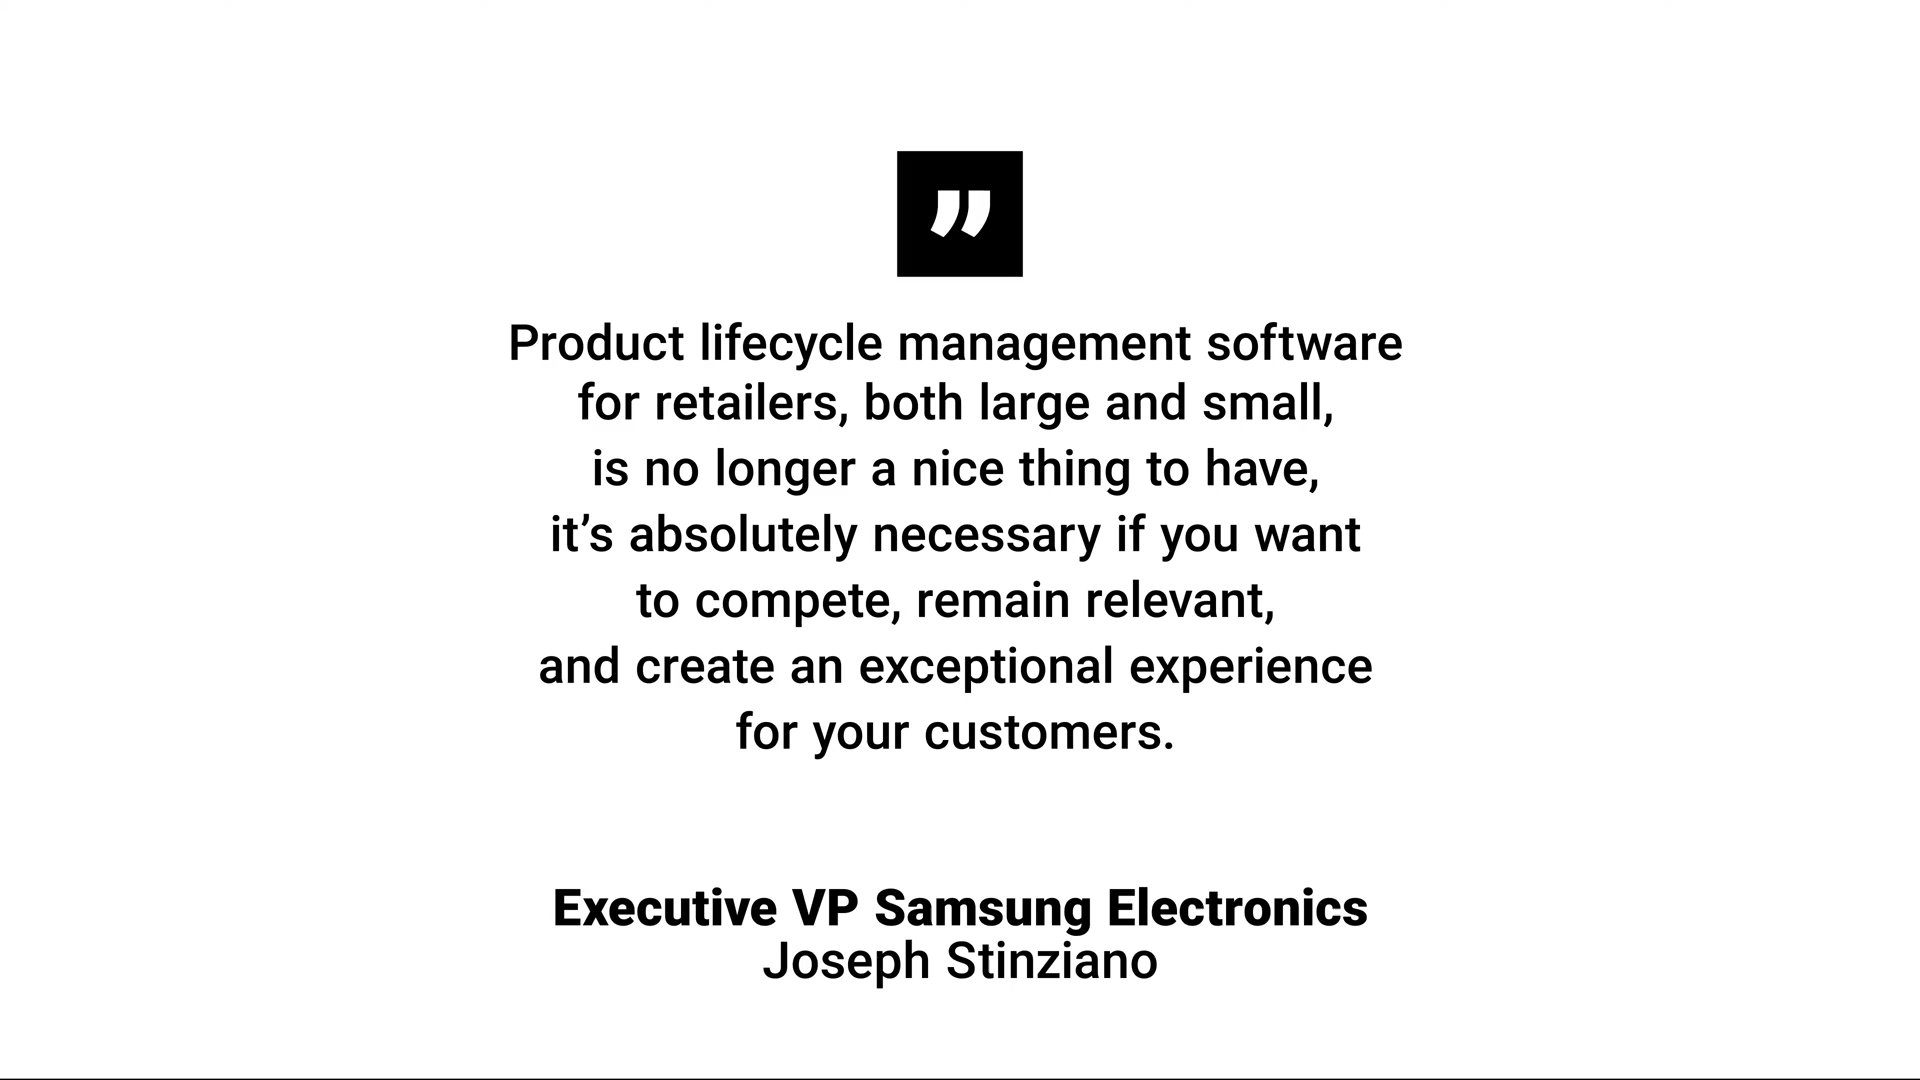 ”
Product lifecycle management software
for retailers, both large and small,
is no longer a nice thing to have,
it’s absolutely necessary if you want
to compete, remain relevant,
and create an exceptional experience
for your customers.
Executive VP Samsung Electronics
Joseph Stinziano